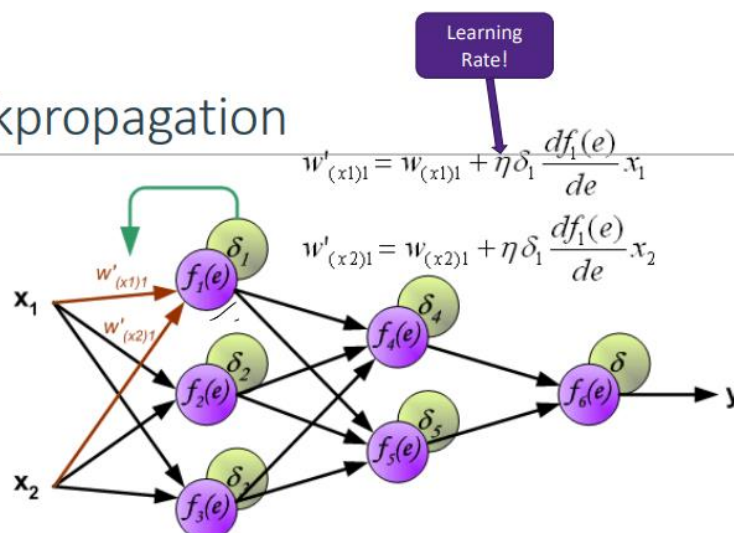 Learning
Rate!
kpropagation
w'(x1)1 = w(x1)1 + ηδ1 df1(e)/de x1
w'(x2)1 = w(x2)1 + ηδ1 df1(e)/de x2
δ1
f1(e)
w'(x1)1
x1
w'(x2)1
δ4
f4(e)
δ2
f2(e)
δ
f6(e)
y
δ5
f5(e)
x2
f3(e)